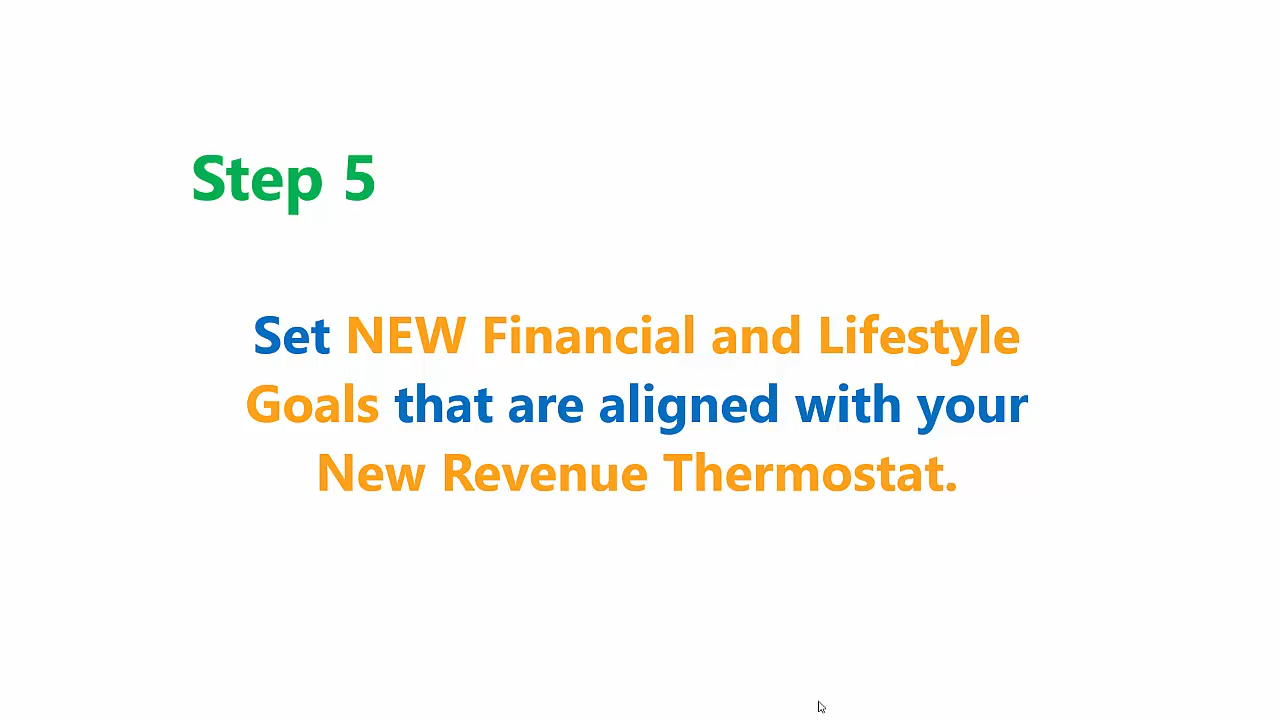 Step 5
Set NEW Financial and Lifestyle
Goals that are aligned with your
New Revenue Thermostat.